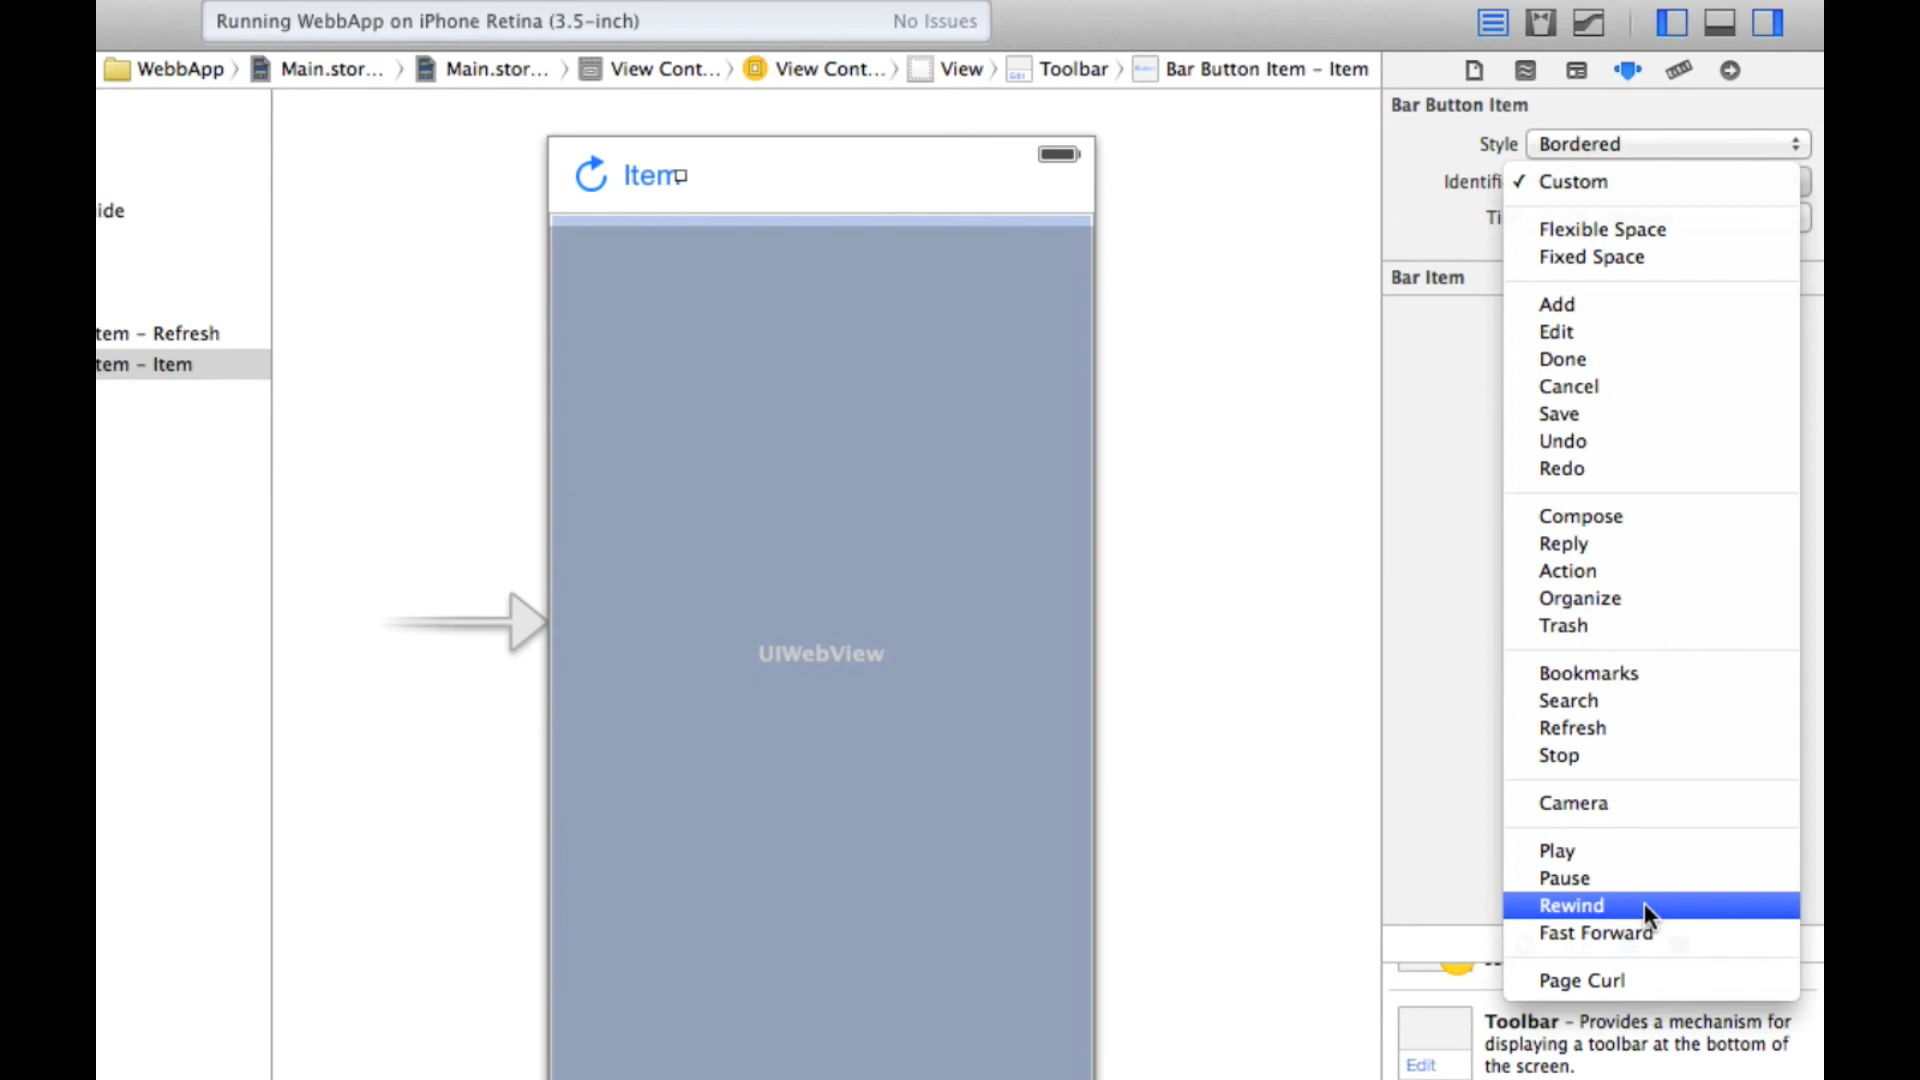 Running WebbApp on iPhone Retina (3.5-inch) No Issues
WebbApp Main.stor... Main.stor... View Cont... View Cont... View Toolbar Bar Button Item - Item
Bar Button Item
Style Bordered
Identifi ✓ Custom
Ti
Flexible Space
Fixed Space
Bar Item
Add
Edit
Done
Cancel
Save
Undo
Redo
Compose
Reply
Action
Organize
Trash
Bookmarks
Search
Refresh
Stop
Camera
Play
Pause
Rewind
Fast Forward
Page Curl
Toolbar - Provides a mechanism for
displaying a toolbar at the bottom of
the screen.
Edit
Item
UIWebView
ide
tem - Refresh
tem - Item